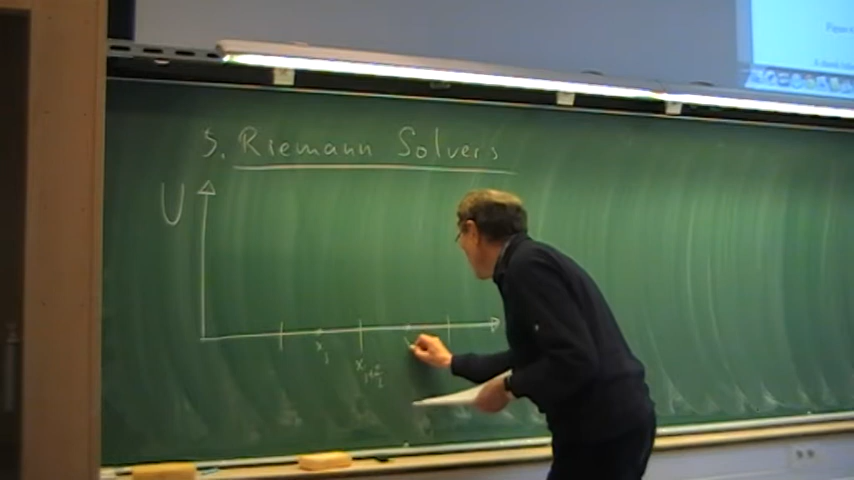 5. Riemann Solvers
U
x_i x_{i+1/2}